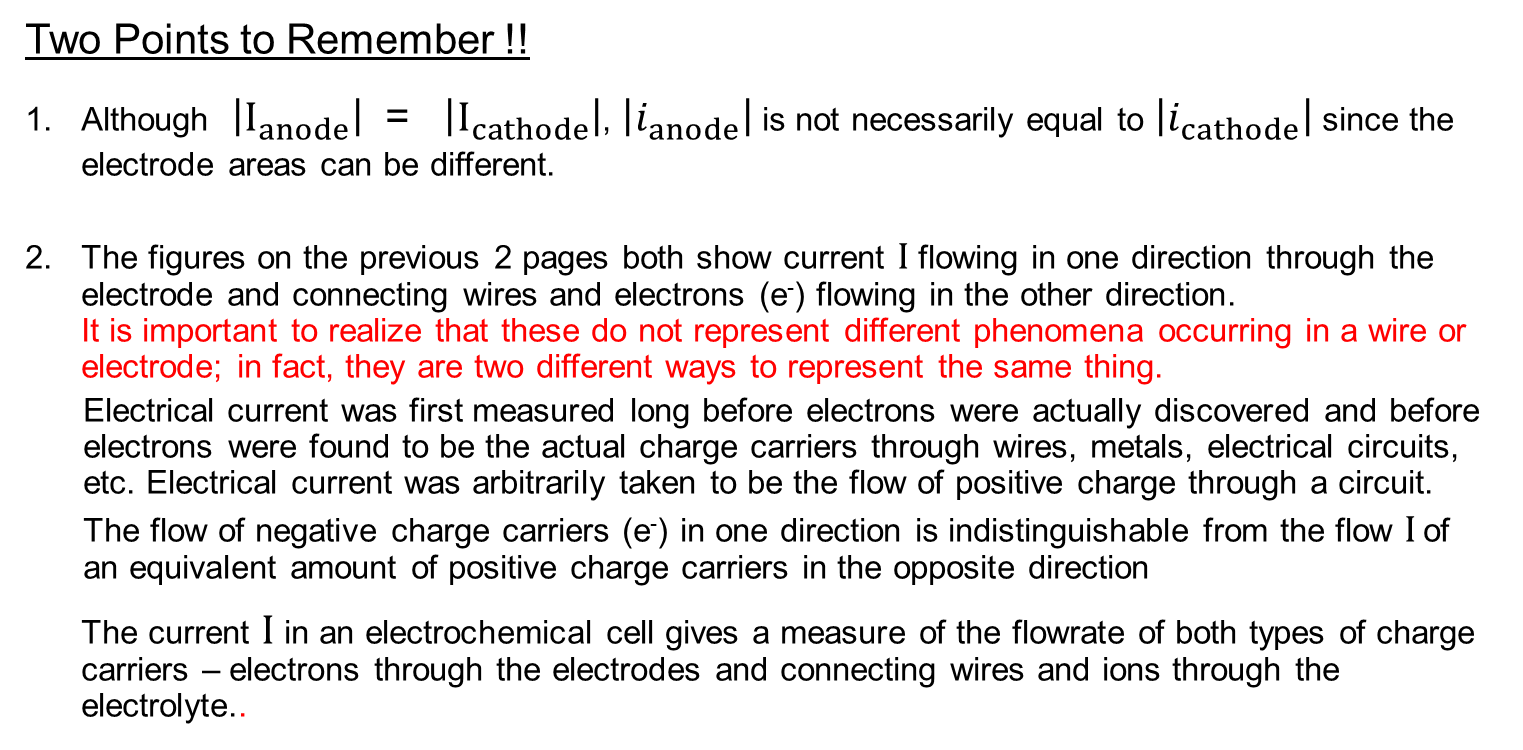 Two Points to Remember !!
1. Although |I_anode| = |I_cathode|, |i_anode| is not necessarily equal to |i_cathode| since the
electrode areas can be different.
2. The figures on the previous 2 pages both show current I flowing in one direction through the
electrode and connecting wires and electrons (e⁻) flowing in the other direction.
It is important to realize that these do not represent different phenomena occurring in a wire or
electrode; in fact, they are two different ways to represent the same thing.
Electrical current was first measured long before electrons were actually discovered and before
electrons were found to be the actual charge carriers through wires, metals, electrical circuits,
etc. Electrical current was arbitrarily taken to be the flow of positive charge through a circuit.
The flow of negative charge carriers (e⁻) in one direction is indistinguishable from the flow I of
an equivalent amount of positive charge carriers in the opposite direction
The current I in an electrochemical cell gives a measure of the flowrate of both types of charge
carriers – electrons through the electrodes and connecting wires and ions through the
electrolyte..